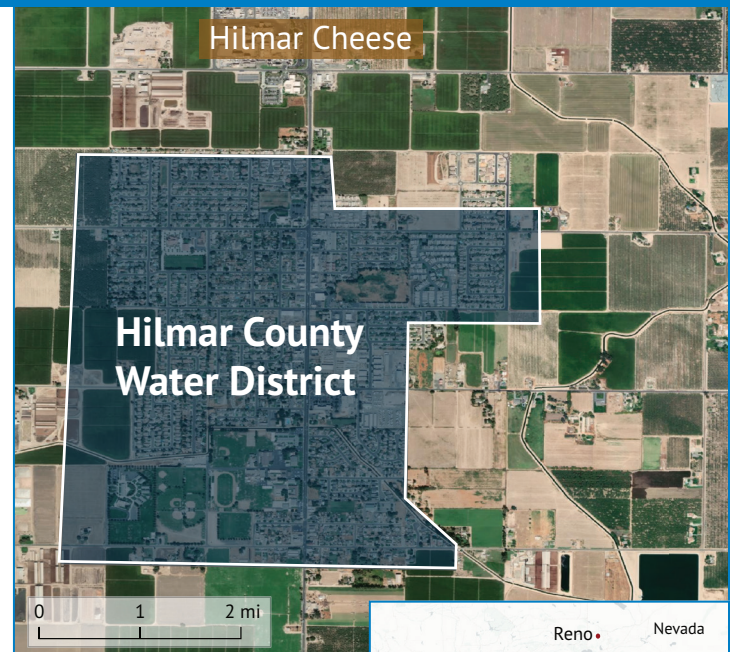 Hilmar Cheese
Hilmar County
Water District
0 1 2 mi
Reno
Nevada